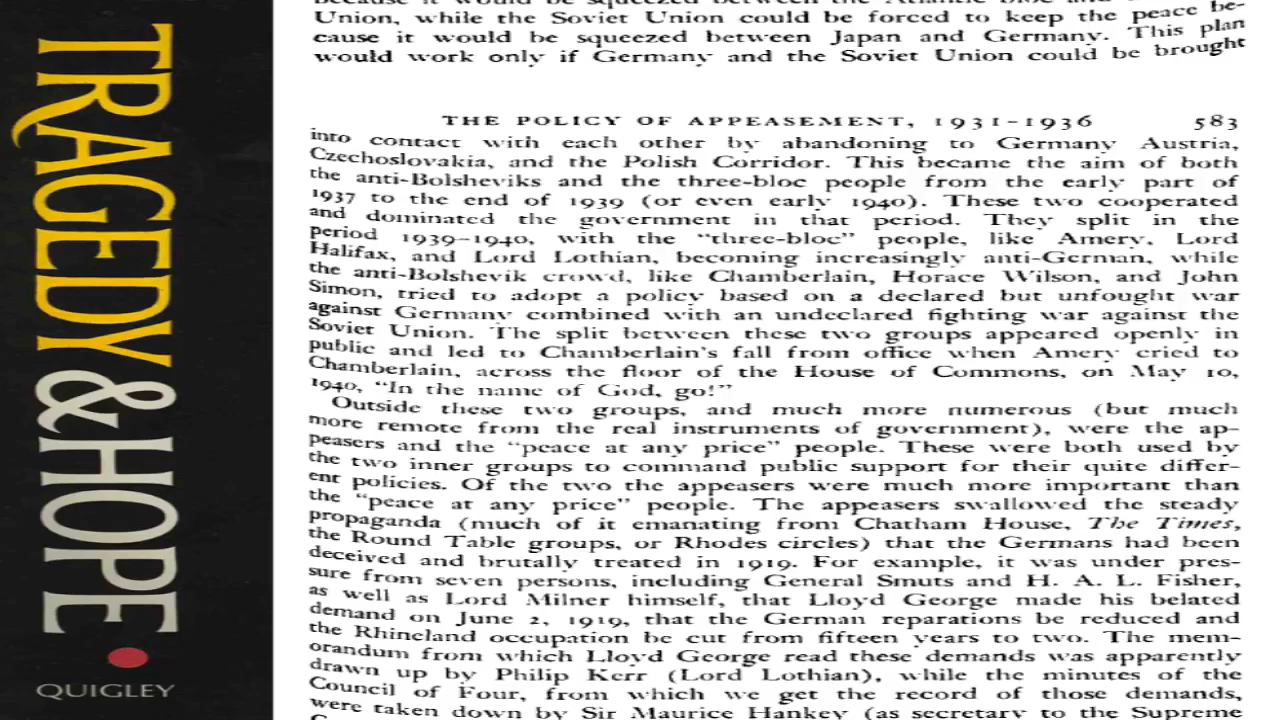 TRAGEDY & HOPE
QUIGLEY
Union, while the Soviet Union could be forced to keep the peace be-
cause it would be squeezed between Japan and Germany. This plan
would work only if Germany and the Soviet Union could be brought
THE POLICY OF APPEASEMENT, 1931-1936 583
into contact with each other by abandoning to Germany Austria,
Czechoslovakia, and the Polish Corridor. This became the aim of both
the anti-Bolsheviks and the three-bloc people from the early part of
1937 to the end of 1939 (or even early 1940). These two cooperated
and dominated the government in that period. They split in the
period 1939–1940, with the "three-bloc" people, like Amery, Lord
Halifax, and Lord Lothian, becoming increasingly anti-German, while
the anti-Bolshevik crowd, like Chamberlain, Horace Wilson, and John
Simon, tried to adopt a policy based on a declared but unfought war
against Germany combined with an undeclared fighting war against the
Soviet Union. The split between these two groups appeared openly in
public and led to Chamberlain's fall from office when Amery cried to
Chamberlain, across the floor of the House of Commons, on May 10,
1940, "In the name of God, go!"
Outside these two groups, and much more numerous (but much
more remote from the real instruments of government), were the ap-
peasers and the "peace at any price" people. These were both used by
the two inner groups to command public support for their quite differ-
ent policies. Of the two the appeasers were much more important than
the "peace at any price" people. The appeasers swallowed the steady
propaganda (much of it emanating from Chatham House, The Times,
the Round Table groups, or Rhodes circles) that the Germans had been
deceived and brutally treated in 1919. For example, it was under pres-
sure from seven persons, including General Smuts and H. A. L. Fisher,
as well as Lord Milner himself, that Lloyd George made his belated
demand on June 2, 1919, that the German reparations be reduced and
the Rhineland occupation be cut from fifteen years to two. The mem-
orandum from which Lloyd George read these demands was apparently
drawn up by Philip Kerr (Lord Lothian), while the minutes of the
Council of Four, from which we get the record of those demands,
were taken down by Sir Maurice Hankey (as secretary to the Supreme